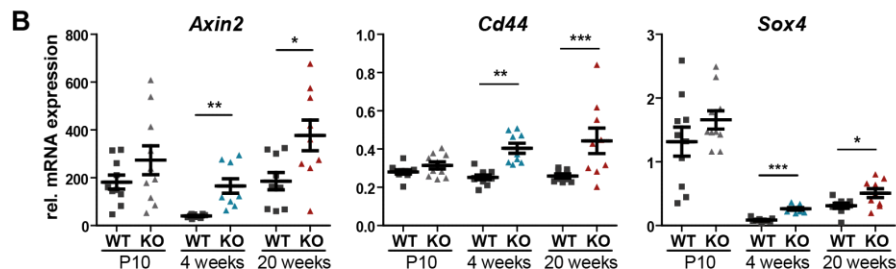 B
Axin2
Cd44
Sox4
rel. mRNA expression
800
600
400
200
0
**
*
WT KO WT KO WT KO
P10 4 weeks 20 weeks
1.0
0.8
0.6
0.4
0.2
0.0
**
***
WT KO WT KO WT KO
P10 4 weeks 20 weeks
3
2
1
0
***
*
WT KO WT KO WT KO
P10 4 weeks 20 weeks